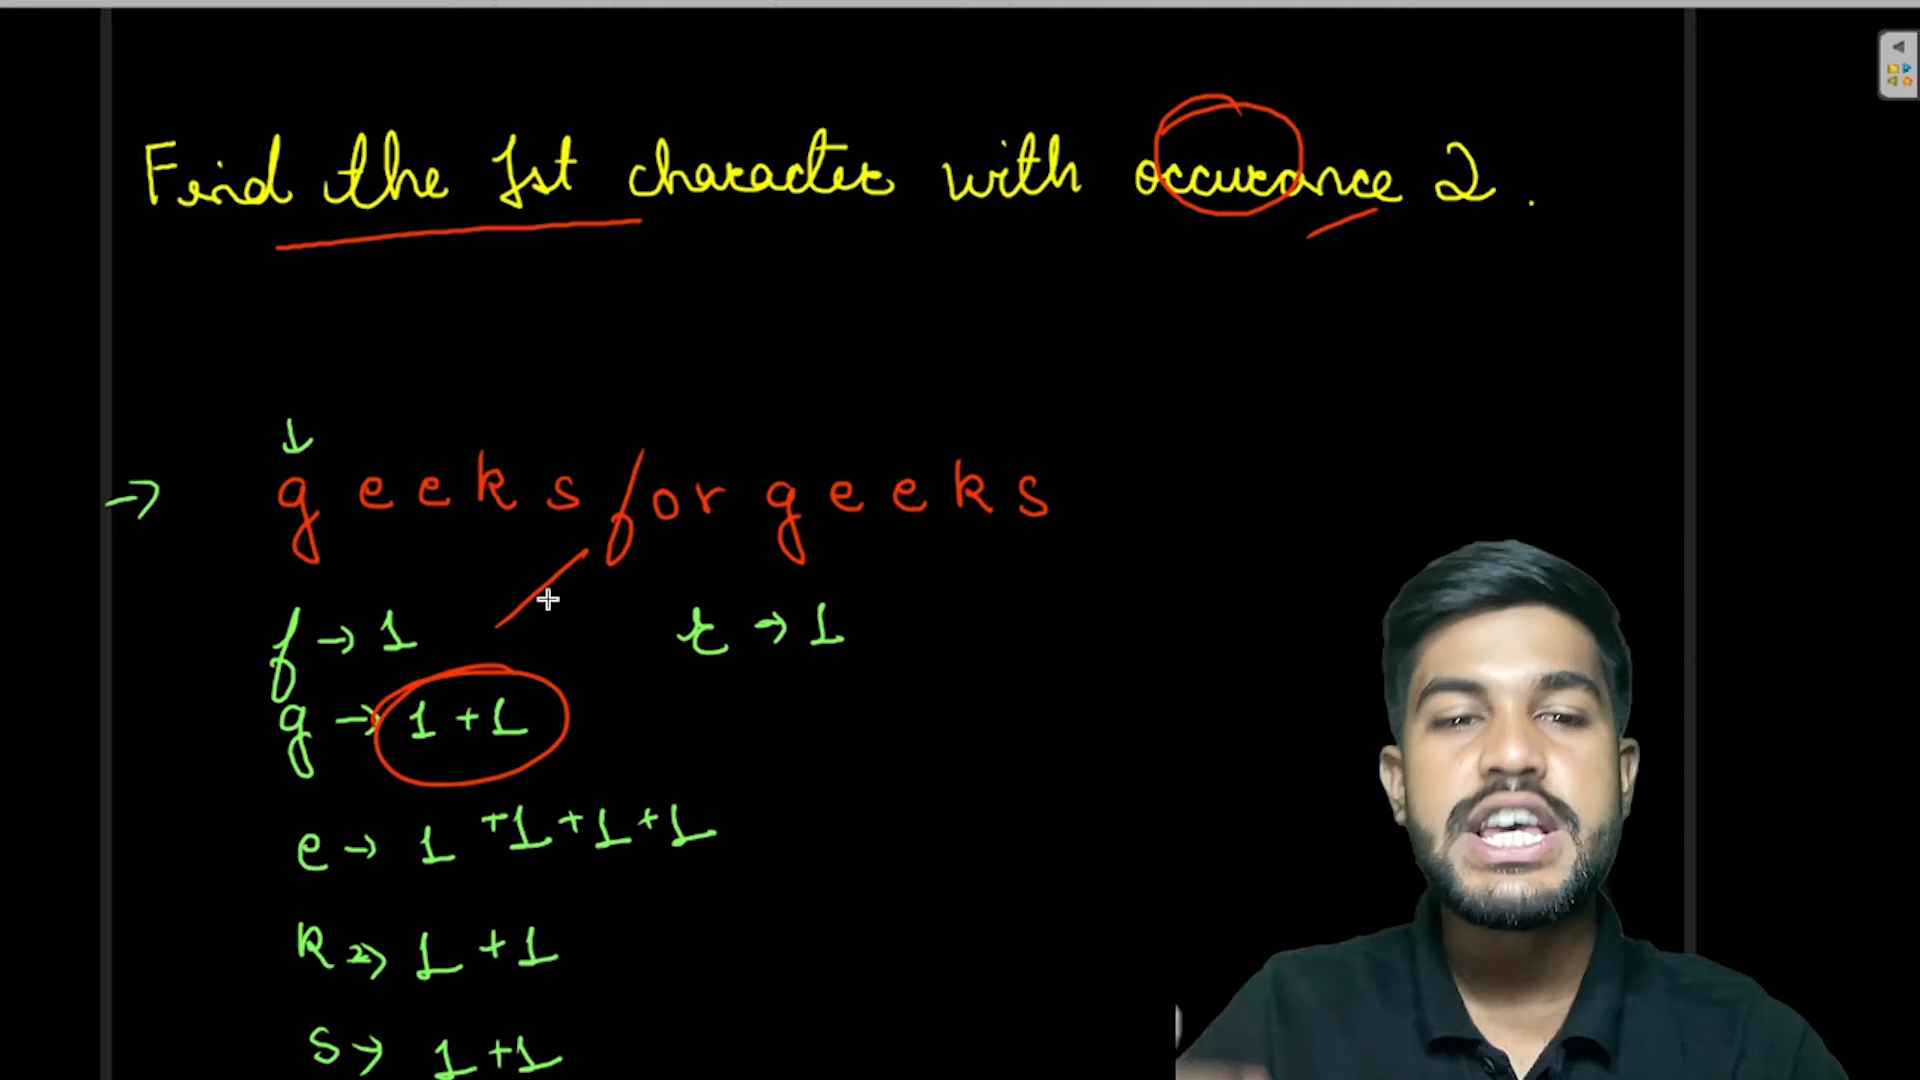 Find the 1st character with occurance 2.
geeksforgeeks
f → 1
r → 1
g → 1 + 1
e → 1 + 1 + 1 + 1
k → 1 + 1
s → 1 + 1